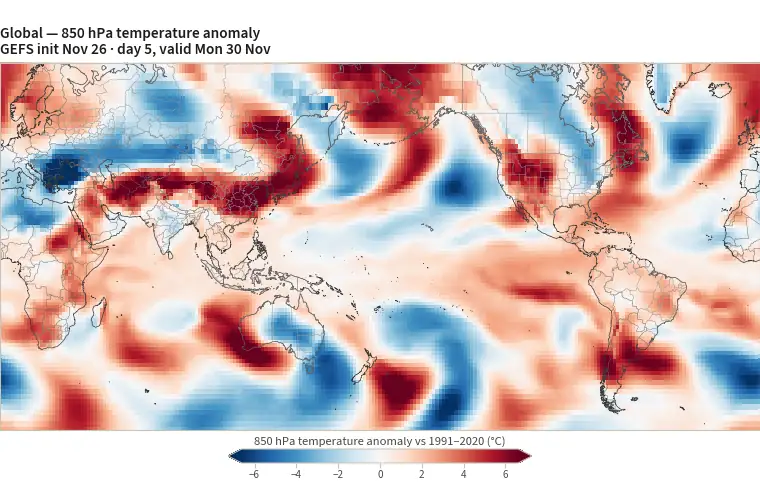 Global — 850 hPa temperature anomaly
GEFS init Nov 26 · day 5, valid Mon 30 Nov
850 hPa temperature anomaly vs 1991–2020 (°C)
−6 −4 −2 0 2 4 6